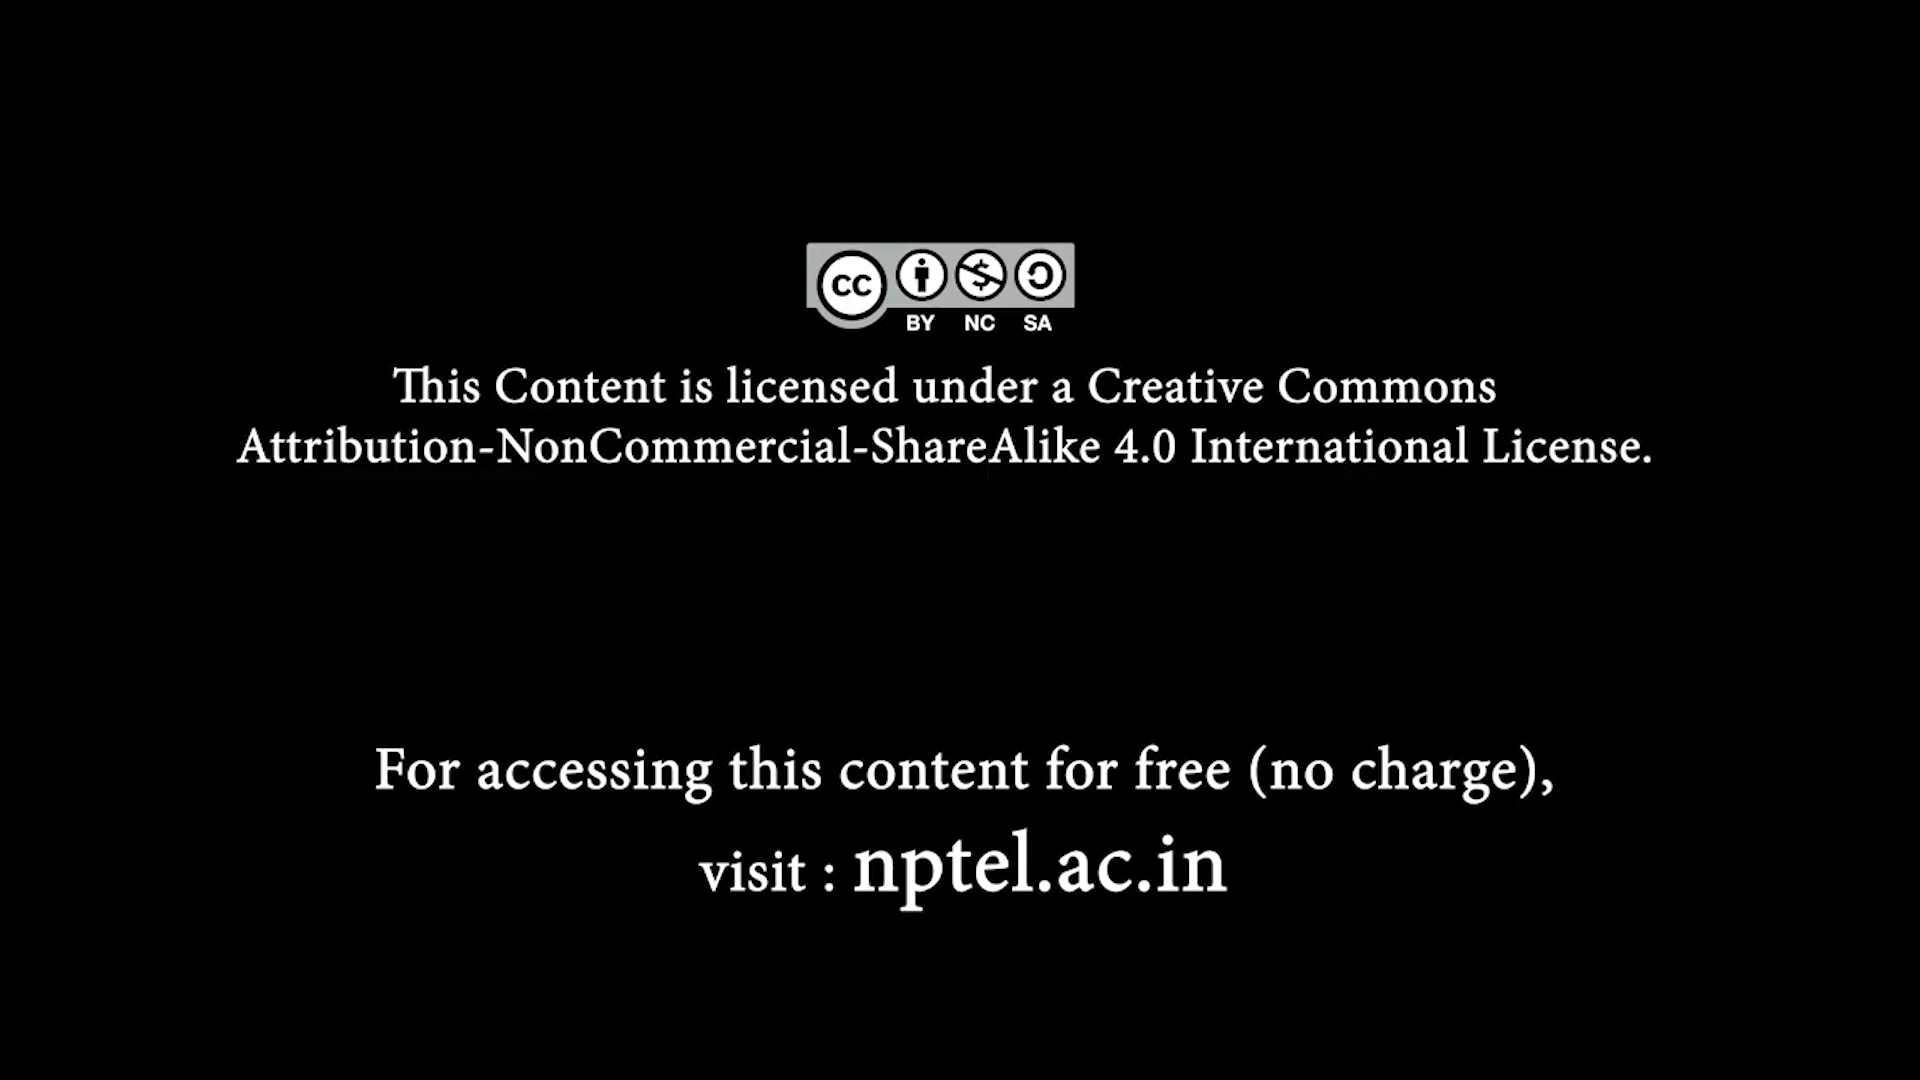 cc
BY NC SA
This Content is licensed under a Creative Commons
Attribution-NonCommercial-ShareAlike 4.0 International License.
For accessing this content for free (no charge),
visit : nptel.ac.in